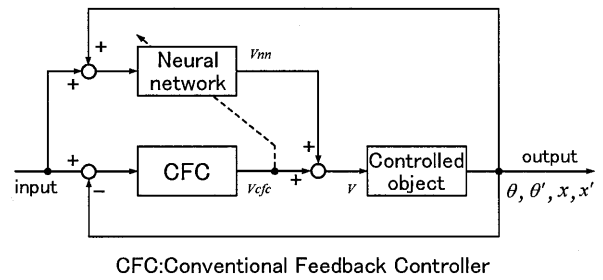 +
Neural
network
Vnn
+
+
+
CFC
Vcfc
+
V
Controlled
object
output
input
−
θ, θ′, x, x′
CFC:Conventional Feedback Controller